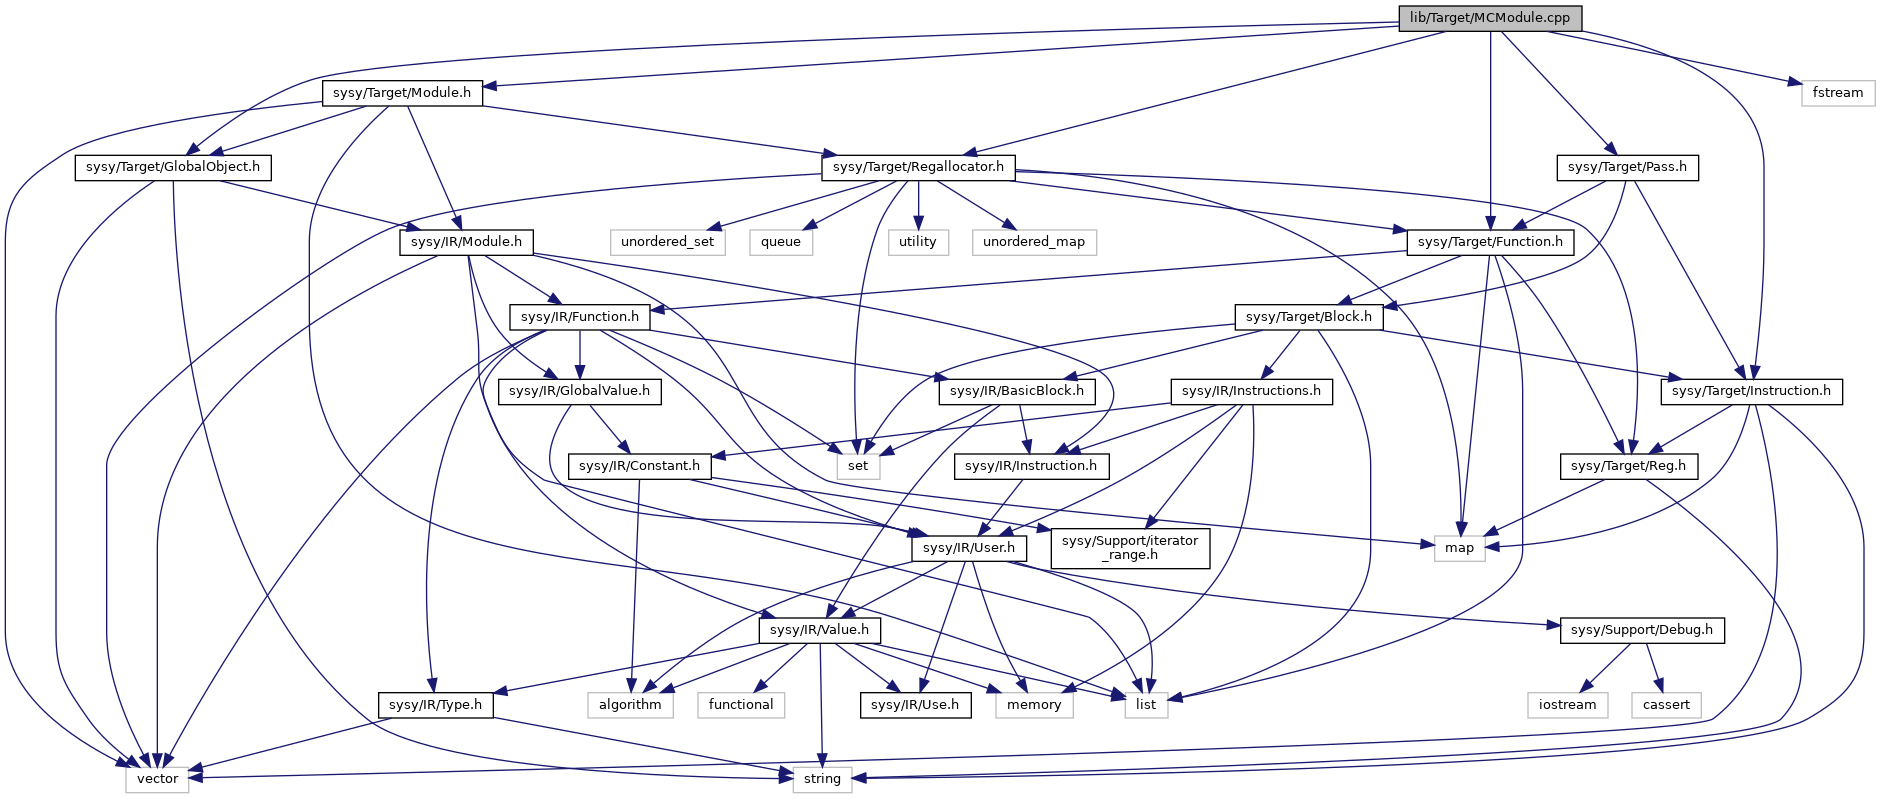 lib/Target/MCModule.cpp
sysy/Target/Module.h
fstream
sysy/Target/GlobalObject.h
sysy/Target/Regallocator.h
sysy/Target/Pass.h
sysy/IR/Module.h
unordered_set
queue
utility
unordered_map
sysy/Target/Function.h
sysy/IR/Function.h
sysy/Target/Block.h
sysy/IR/GlobalValue.h
sysy/IR/BasicBlock.h
sysy/IR/Instructions.h
sysy/Target/Instruction.h
sysy/IR/Constant.h
set
sysy/IR/Instruction.h
sysy/Target/Reg.h
sysy/IR/User.h
sysy/Support/iterator
_range.h
map
sysy/IR/Value.h
sysy/Support/Debug.h
sysy/IR/Type.h
algorithm
functional
sysy/IR/Use.h
memory
list
iostream
cassert
vector
string